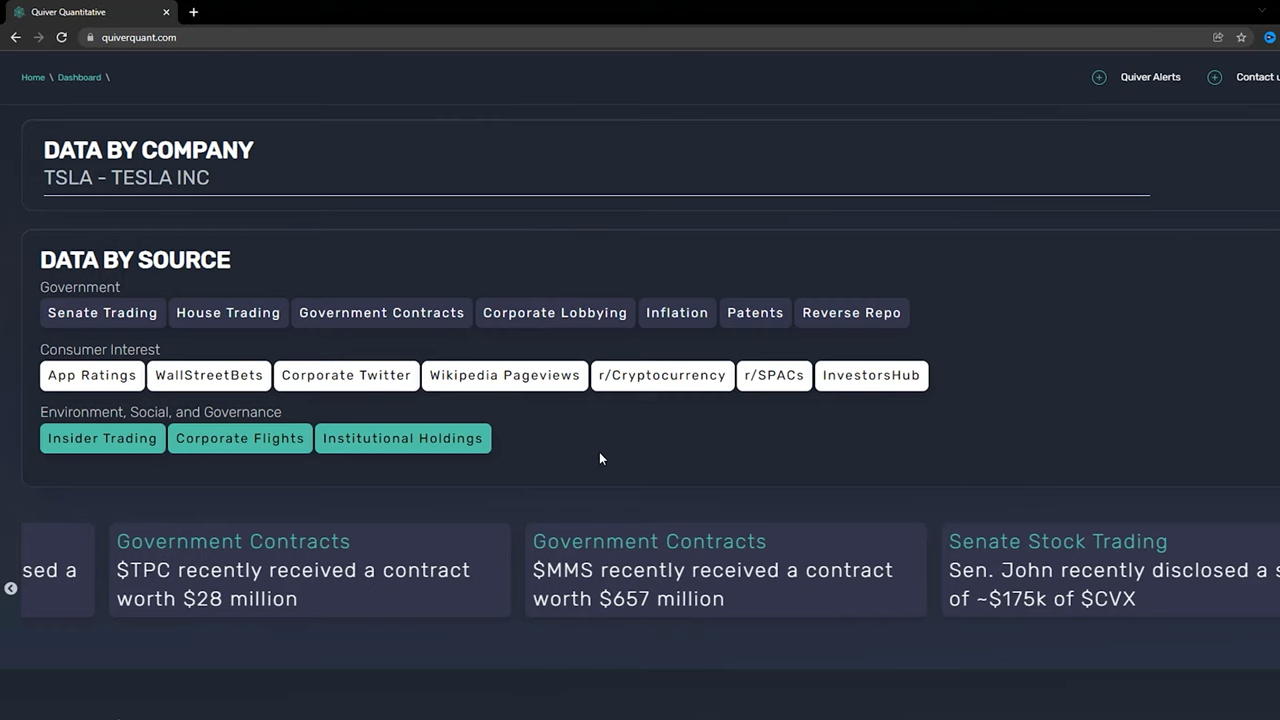 Quiver Quantitative
quiverquant.com
Home \ Dashboard \
Quiver Alerts
Contact
DATA BY COMPANY
TSLA - TESLA INC
DATA BY SOURCE
Government
Senate Trading House Trading Government Contracts Corporate Lobbying Inflation Patents Reverse Repo
Consumer Interest
App Ratings WallStreetBets Corporate Twitter Wikipedia Pageviews r/Cryptocurrency r/SPACs InvestorsHub
Environment, Social, and Governance
Insider Trading Corporate Flights Institutional Holdings
sed a
Government Contracts
$TPC recently received a contract
worth $28 million
Government Contracts
$MMS recently received a contract
worth $657 million
Senate Stock Trading
Sen. John recently disclosed a s
of ~$175k of $CVX